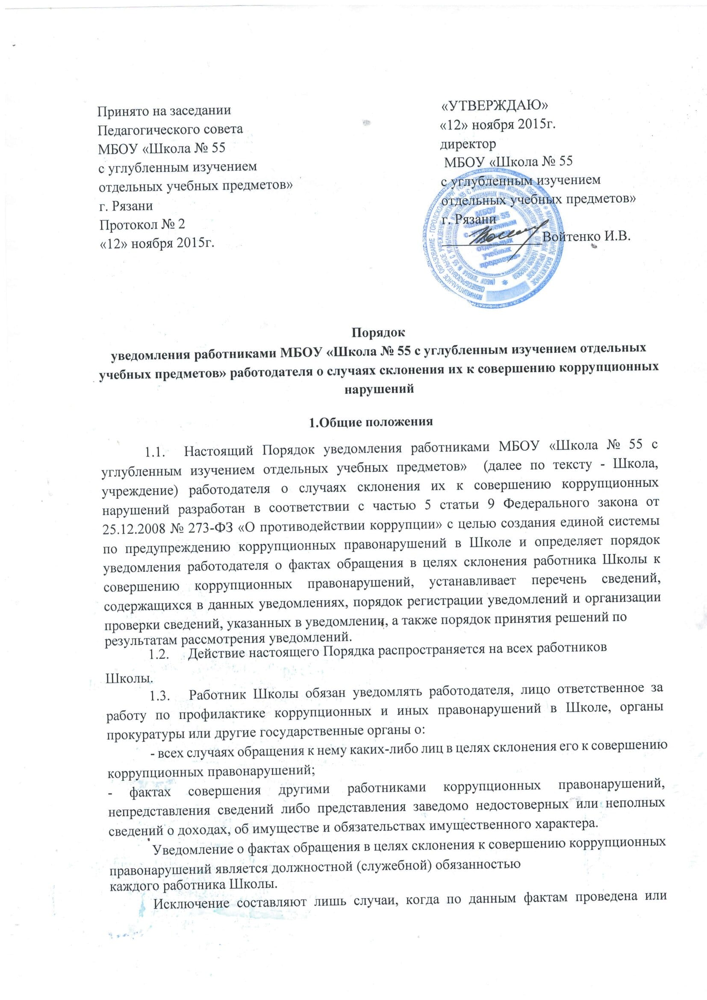 Принято на заседании
Педагогического совета
МБОУ «Школа № 55
с углубленным изучением
отдельных учебных предметов»
г. Рязани
Протокол № 2
«12» ноября 2015г.
«УТВЕРЖДАЮ»
«12» ноября 2015г.
директор
МБОУ «Школа № 55
с углубленным изучением
отдельных учебных предметов»
г. Рязани
Войтенко И.В.
МБОУ
«Школа № 55
с углубленным
отдельных
учебных
предметов»
Порядок
уведомления работниками МБОУ «Школа № 55 с углубленным изучением отдельных
учебных предметов» работодателя о случаях склонения их к совершению коррупционных
нарушений
1.Общие положения
1.1. Настоящий Порядок уведомления работниками МБОУ «Школа № 55 с
углубленным изучением отдельных учебных предметов» (далее по тексту - Школа,
учреждение) работодателя о случаях склонения их к совершению коррупционных
нарушений разработан в соответствии с частью 5 статьи 9 Федерального закона от
25.12.2008 № 273-ФЗ «О противодействии коррупции» с целью создания единой системы
по предупреждению коррупционных правонарушений в Школе и определяет порядок
уведомления работодателя о фактах обращения в целях склонения работника Школы к
совершению коррупционных правонарушений, устанавливает перечень сведений,
содержащихся в данных уведомлениях, порядок регистрации уведомлений и организации
проверки сведений, указанных в уведомлении, а также порядок принятия решений по
результатам рассмотрения уведомлений.
1.2. Действие настоящего Порядка распространяется на всех работников
Школы.
1.3. Работник Школы обязан уведомлять работодателя, лицо ответственное за
работу по профилактике коррупционных и иных правонарушений в Школе, органы
прокуратуры или другие государственные органы о:
- всех случаях обращения к нему каких-либо лиц в целях склонения его к совершению
коррупционных правонарушений;
- фактах совершения другими работниками коррупционных правонарушений,
непредставления сведений либо представления заведомо недостоверных или неполных
сведений о доходах, об имуществе и обязательствах имущественного характера.
Уведомление о фактах обращения в целях склонения к совершению коррупционных
правонарушений является должностной (служебной) обязанностью
каждого работника Школы.
Исключение составляют лишь случаи, когда по данным фактам проведена или